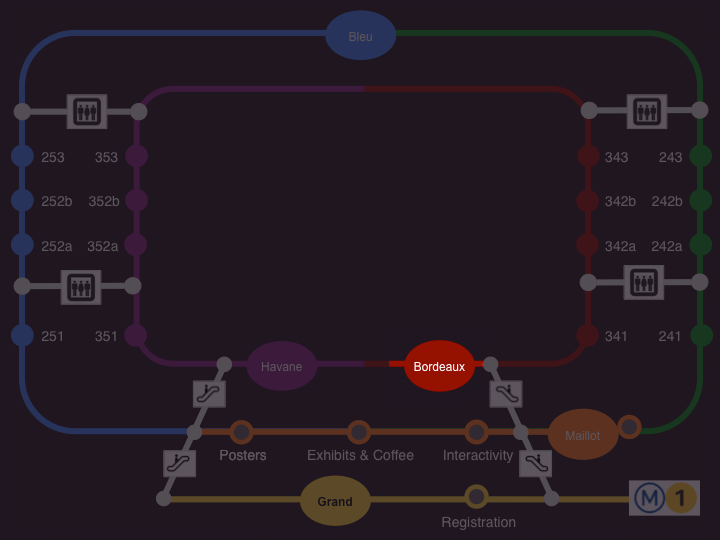 Bleu
253 353
343 243
252b 352b
342b 242b
252a 352a
342a 242a
251 351
341 241
Havane
Bordeaux
Maillot
Posters
Exhibits & Coffee
Interactivity
Grand
M 1
Registration